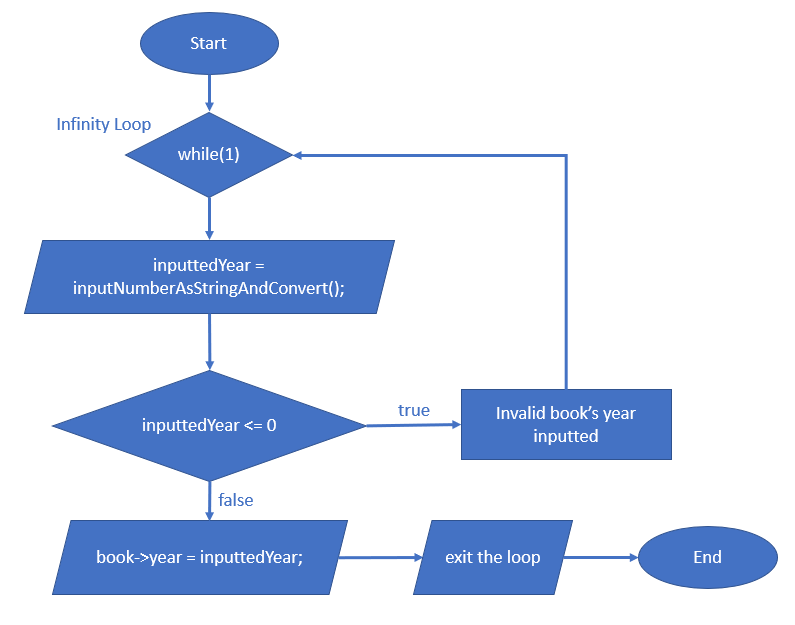 Start
Infinity Loop
while(1)
inputtedYear =
inputNumberAsStringAndConvert();
inputtedYear <= 0
true
Invalid book’s year
inputted
false
book->year = inputtedYear;
exit the loop
End